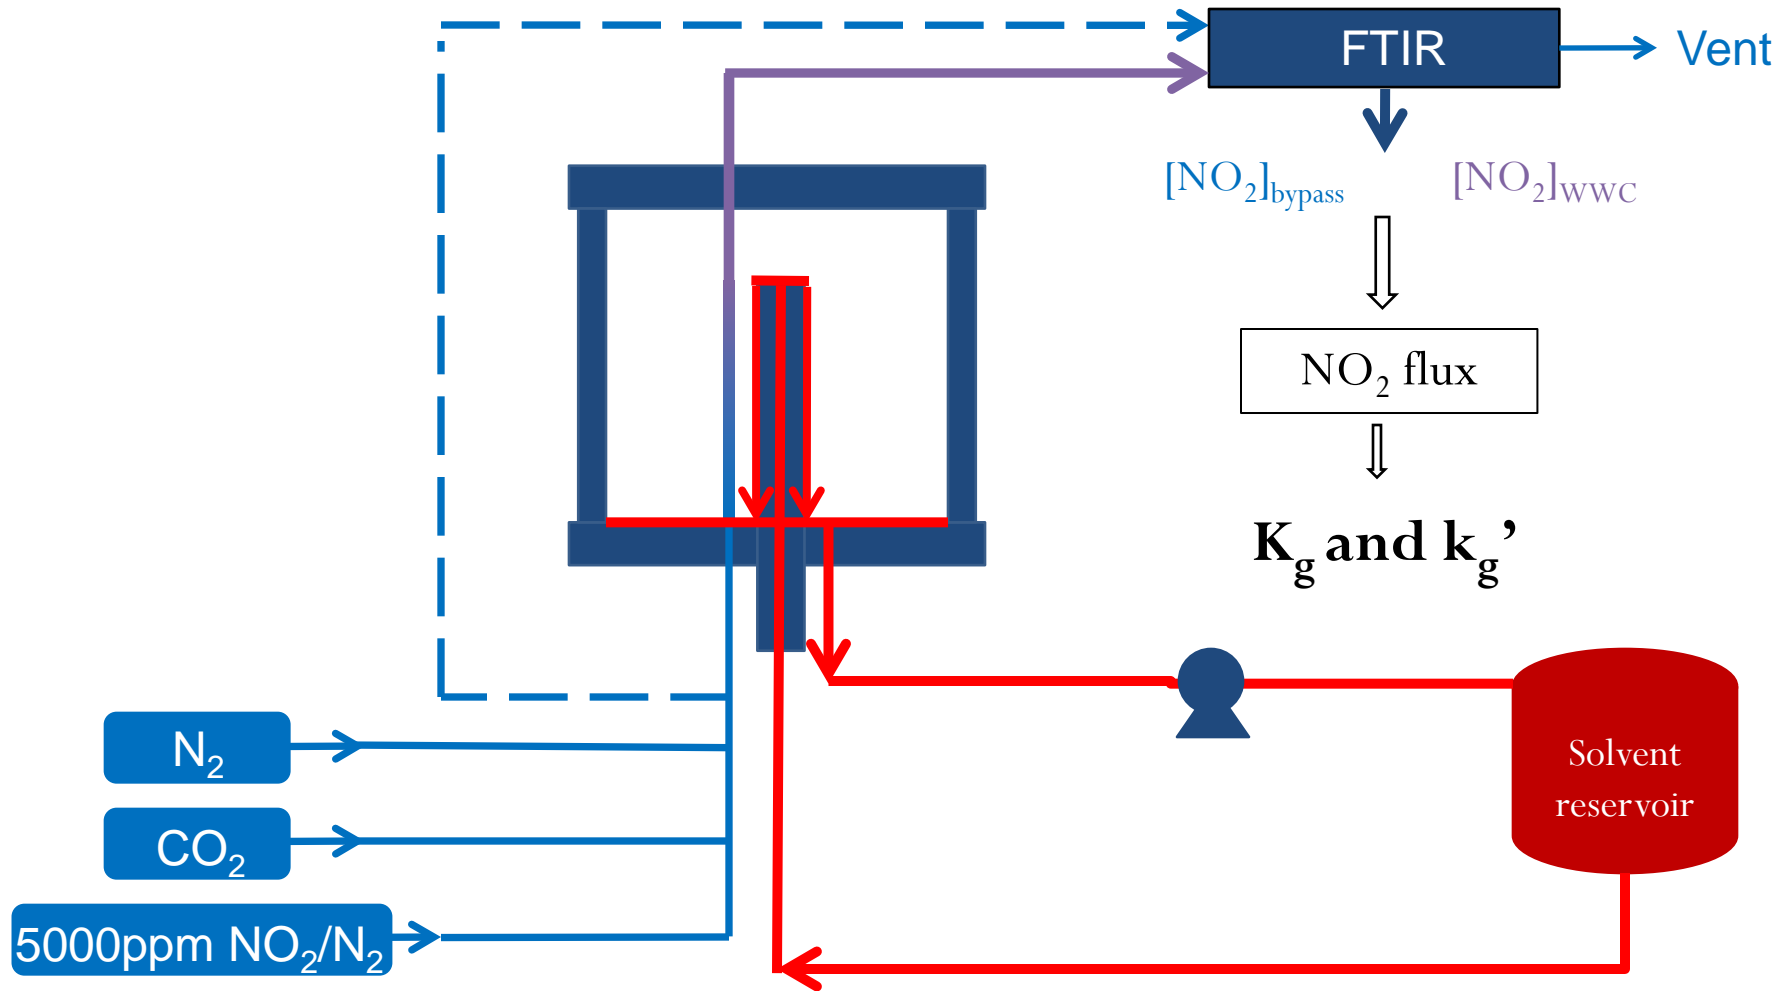 FTIR
Vent
[NO₂]bypass
[NO₂]WWC
NO₂ flux
Kg and kg’
N₂
CO₂
5000ppm NO₂/N₂
Solvent
reservoir